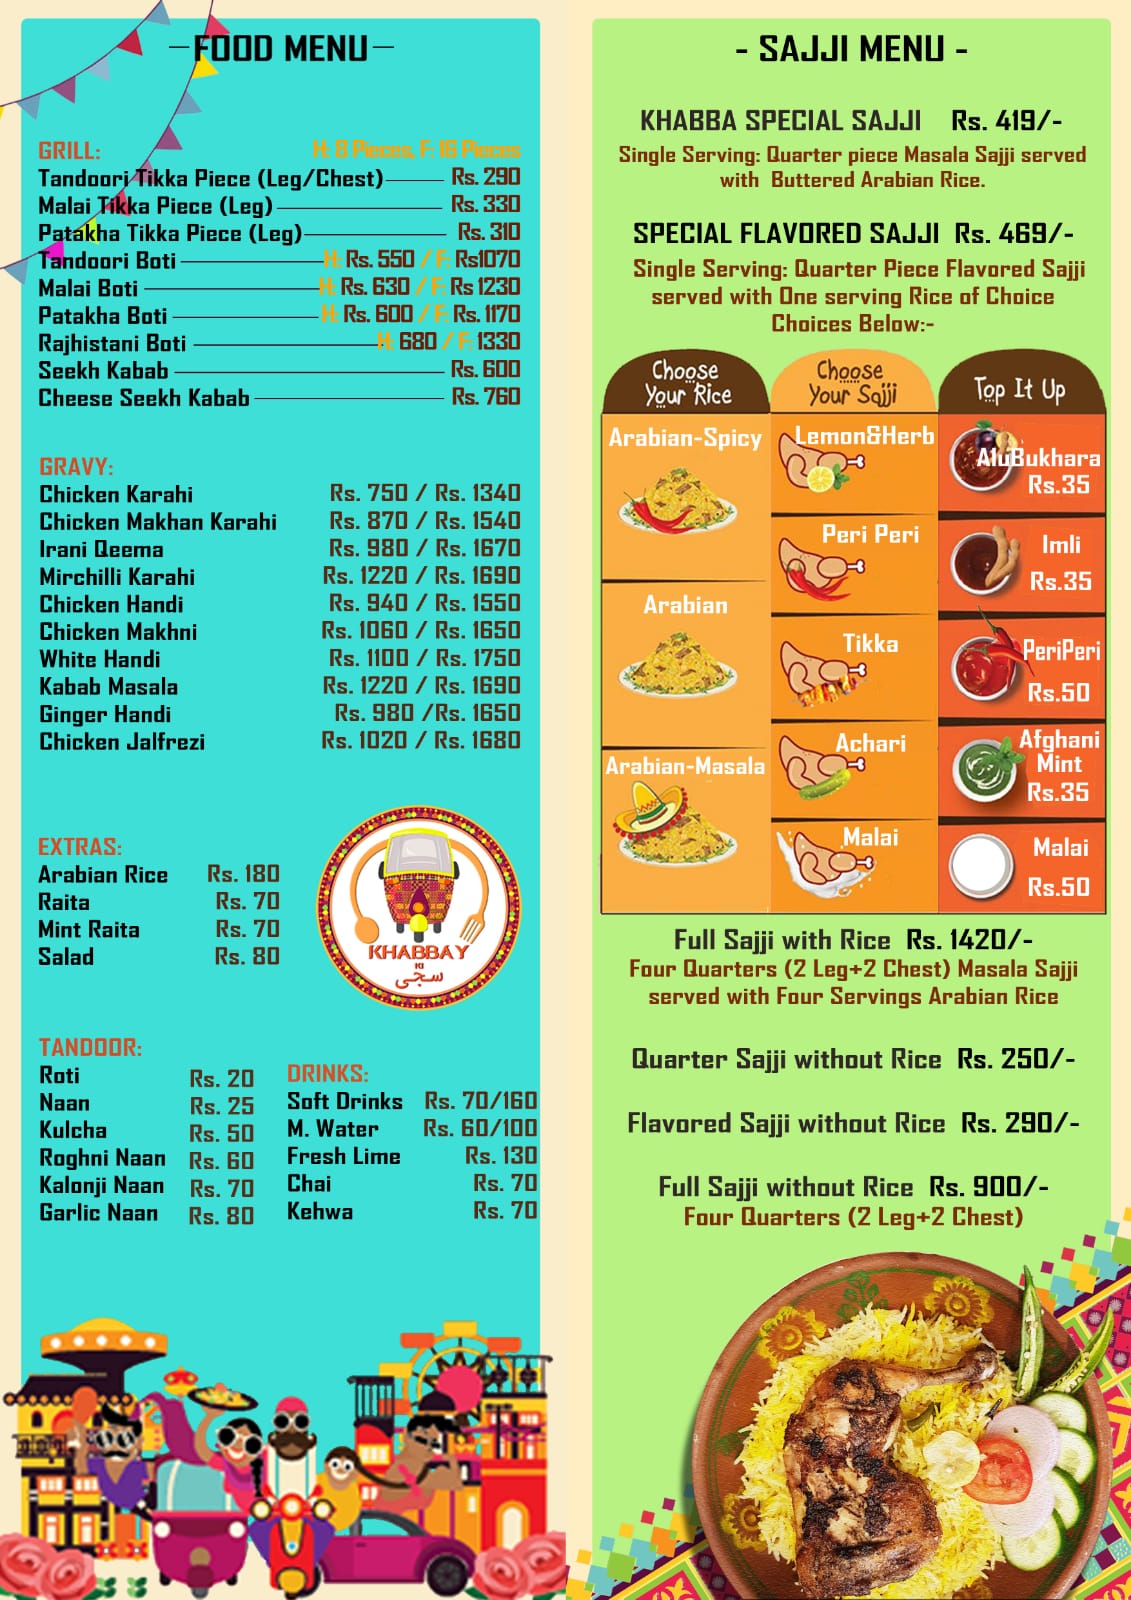 FOOD MENU
GRILL: H: 8 Pieces, F: 16 Pieces
Tandoori Tikka Piece (Leg/Chest) Rs. 290
Malai Tikka Piece (Leg) Rs. 330
Patakha Tikka Piece (Leg) Rs. 310
Tandoori Boti H: Rs. 550 / F: Rs1070
Malai Boti H: Rs. 630 / F: Rs 1230
Patakha Boti H: Rs. 600 / F: Rs. 1170
Rajhistani Boti H: 680 / F: 1330
Seekh Kabab Rs. 600
Cheese Seekh Kabab Rs. 760
GRAVY:
Chicken Karahi Rs. 750 / Rs. 1340
Chicken Makhan Karahi Rs. 870 / Rs. 1540
Irani Qeema Rs. 980 / Rs. 1670
Mirchilli Karahi Rs. 1220 / Rs. 1690
Chicken Handi Rs. 940 / Rs. 1550
Chicken Makhni Rs. 1060 / Rs. 1650
White Handi Rs. 1100 / Rs. 1750
Kabab Masala Rs. 1220 / Rs. 1690
Ginger Handi Rs. 980 /Rs. 1650
Chicken Jalfrezi Rs. 1020 / Rs. 1680
EXTRAS:
Arabian Rice Rs. 180
Raita Rs. 70
Mint Raita Rs. 70
Salad Rs. 80
KHABBAY
KI
سجی
TANDOOR:
Roti Rs. 20
Naan Rs. 25
Kulcha Rs. 50
Roghni Naan Rs. 60
Kalonji Naan Rs. 70
Garlic Naan Rs. 80
DRINKS:
Soft Drinks Rs. 70/160
M. Water Rs. 60/100
Fresh Lime Rs. 130
Chai Rs. 70
Kehwa Rs. 70
- SAJJI MENU -
KHABBA SPECIAL SAJJI Rs. 419/-
Single Serving: Quarter piece Masala Sajji served
with Buttered Arabian Rice.
SPECIAL FLAVORED SAJJI Rs. 469/-
Single Serving: Quarter Piece Flavored Sajji
served with One serving Rice of Choice
Choices Below:-
Choose
Your Rice
Arabian-Spicy
Arabian
Arabian-Masala
Choose
Your Sajji
Lemon&Herb
Peri Peri
Tikka
Achari
Malai
Top It Up
AluBukhara
Rs.35
Imli
Rs.35
PeriPeri
Rs.50
Afghani
Mint
Rs.35
Malai
Rs.50
Full Sajji with Rice Rs. 1420/-
Four Quarters (2 Leg+2 Chest) Masala Sajji
served with Four Servings Arabian Rice
Quarter Sajji without Rice Rs. 250/-
Flavored Sajji without Rice Rs. 290/-
Full Sajji without Rice Rs. 900/-
Four Quarters (2 Leg+2 Chest)